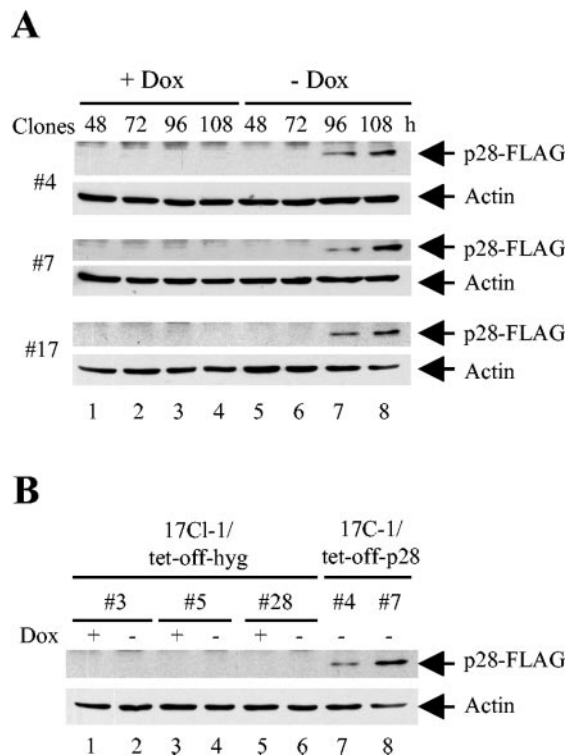 A
+ Dox - Dox
Clones 48 72 96 108 48 72 96 108 h
p28-FLAG
#4
Actin
p28-FLAG
#7
Actin
p28-FLAG
#17
Actin
1 2 3 4 5 6 7 8
B
17Cl-1/ 17C-1/
tet-off-hyg tet-off-p28
#3 #5 #28 #4 #7
Dox + - + - + - - -
p28-FLAG
Actin
1 2 3 4 5 6 7 8